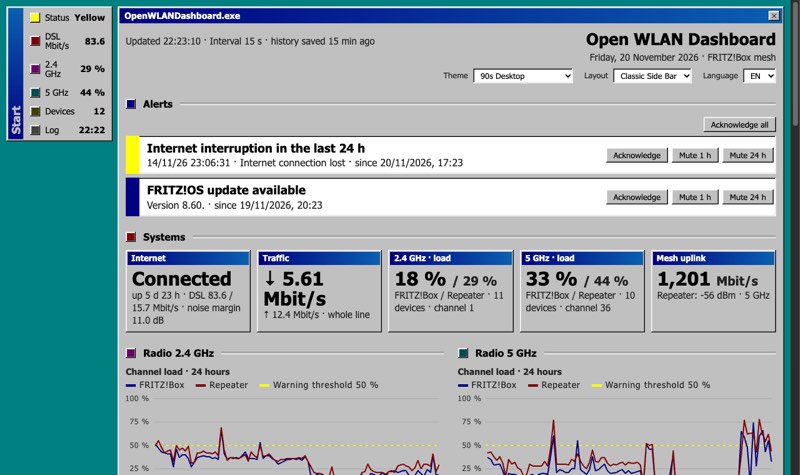 Start
Status Yellow
DSL Mbit/s 83.6
2.4 GHz 29 %
5 GHz 44 %
Devices 12
Log 22:22
OpenWLANDashboard.exe
Updated 22:23:10 · Interval 15 s · history saved 15 min ago
Open WLAN Dashboard
Friday, 20 November 2026 · FRITZ!Box mesh
Theme 90s Desktop Layout Classic Side Bar Language EN
Alerts
Acknowledge all
Internet interruption in the last 24 h
14/11/26 23:06:31 · Internet connection lost · since 20/11/2026, 17:23
Acknowledge Mute 1 h Mute 24 h
FRITZ!OS update available
Version 8.60. · since 19/11/2026, 20:23
Acknowledge Mute 1 h Mute 24 h
Systems
Internet
Connected
up 5 d 23 h · DSL 83.6 /
15.7 Mbit/s · noise margin
11.0 dB
Traffic
↓ 5.61
Mbit/s
↑ 12.4 Mbit/s · whole line
2.4 GHz · load
18 % / 29 %
FRITZ!Box / Repeater · 11
devices · channel 1
5 GHz · load
33 % / 44 %
FRITZ!Box / Repeater · 10
devices · channel 36
Mesh uplink
1,201 Mbit/s
Repeater: -56 dBm · 5 GHz
Radio 2.4 GHz
Channel load · 24 hours
FRITZ!Box Repeater Warning threshold 50 %
100 %
75 %
50 %
25 %
Radio 5 GHz
Channel load · 24 hours
FRITZ!Box Repeater Warning threshold 50 %
100 %
75 %
50 %
25 %